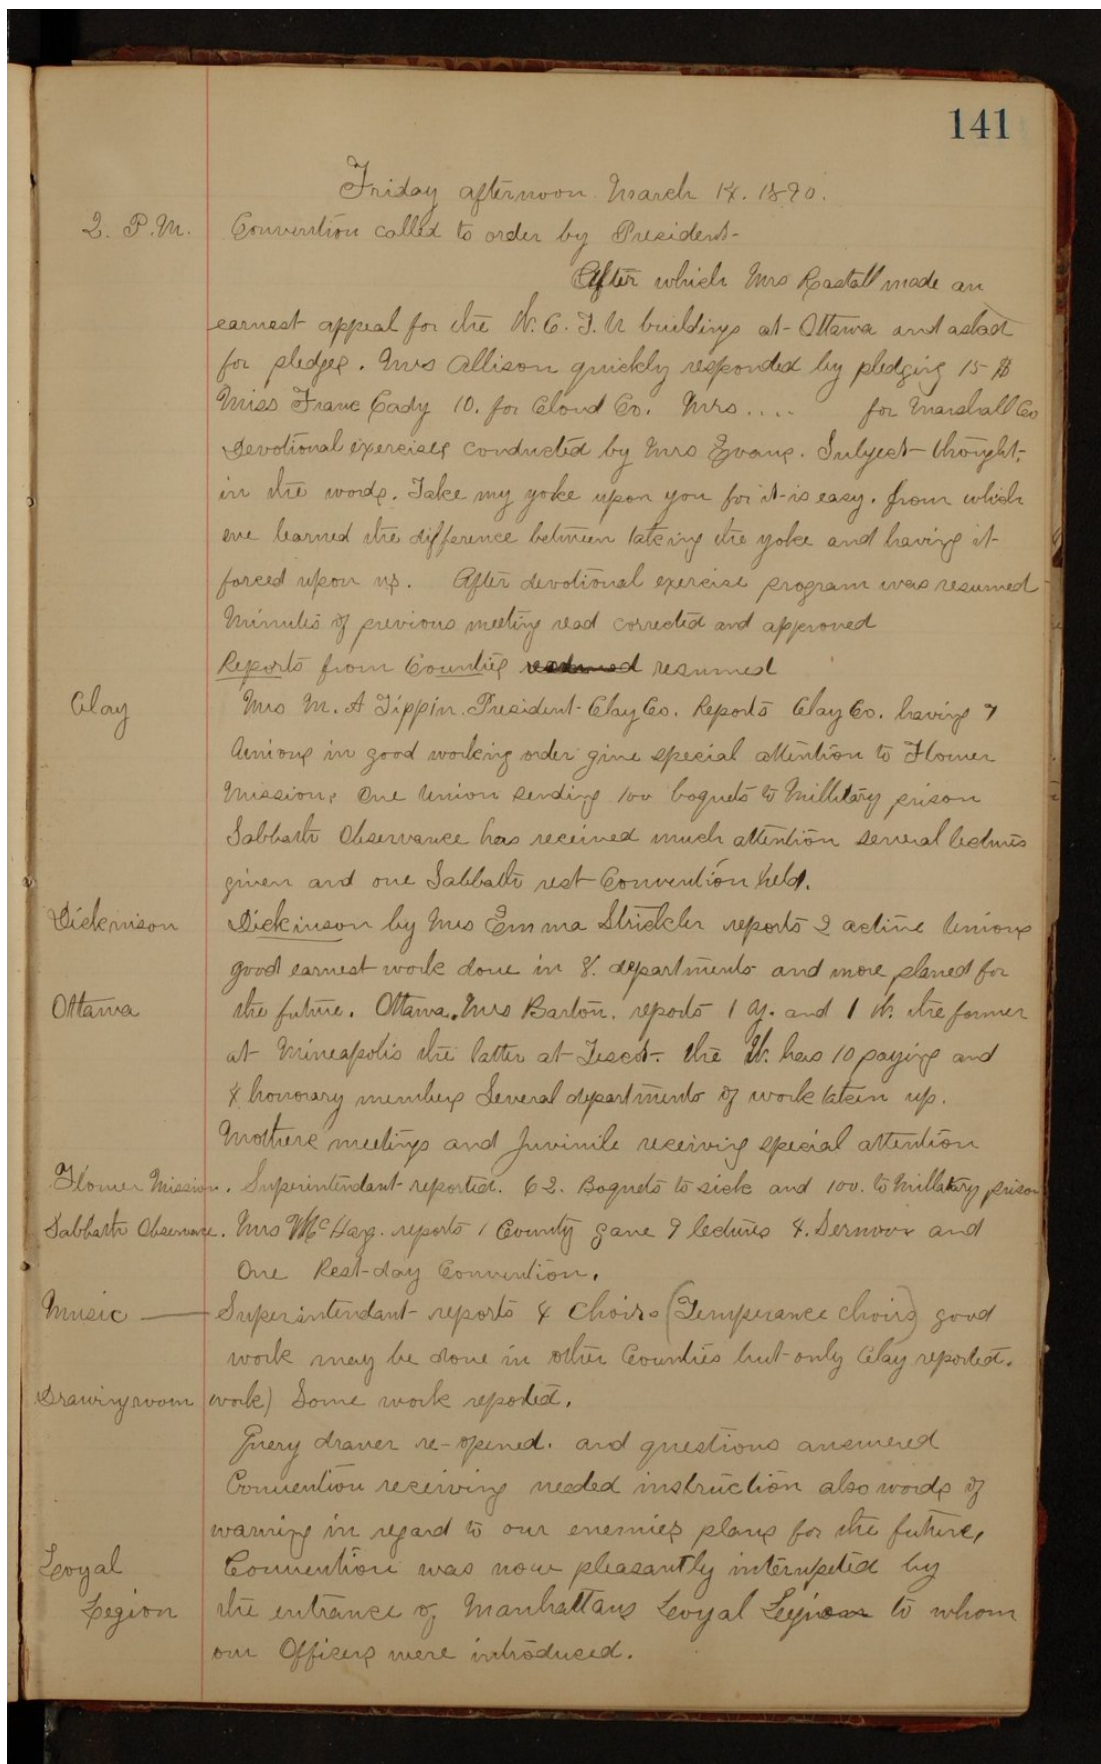 141
Friday afternoon March 14. 1890.
2. P.M. Convention called to order by President-
After which Mrs Rastall made an
earnest appeal for the W. C. T. U buildings at Ottawa and asked
for pledges. Mrs Allison quickly responded by pledging 15 $
Miss Franc Cady 10. for Cloud Co. Mrs .... for Marshall Co
Devotional exercises conducted by Mrs Evans. Subject thought,
in the words. Take my yoke upon you for it is easy. from which
we learned the difference between taking the yoke and having it
forced upon us. After devotional exercise program was resumed
Minutes of previous meeting read corrected and approved
Reports from Counties resumed
Clay Mrs M. A Tippin. President Clay Co. Reports Clay Co. having 7
Unions in good working order give special attention to Flower
Mission, One Union sending 100 boquets to Millitary prison
Sabbath Observance has received much attention several lectures
given and one Sabbath rest Convention held.
Dickinison Dickinson by Mrs Emma Strickler reports 2 active Unions
good earnest work done in 8. departments and more planed for
Ottawa the future. Ottawa. Mrs Barton. reports 1 Y. and 1 W. the former
at Mineapolis the latter at Tescot. the W. has 10 paying and
4 honorary members Several departments of work taken up.
Mothers meetings and Juvinile receiving special attention
Flower Mission. Superintendant reported. 62. Boquets to sick and 100. to Millatary prison
Sabbath Observance. Mrs McHarg. reports 1 County gave 9 lectures 4. Sermons and
One Rest-day Convention.
Music — Superintendant reports 4 Choirs (Temperance choirs) good
work may be done in other Counties but only Clay reported.
Drawingroom work) Some work reported.
Query drawer re-opened. and questions answered
Convention receiving needed instruction also words of
warning in regard to our enemies plans for the future,
Loyal Convention was now pleasantly interupted by
Legion the entrance of Manhattans Loyal Legion to whom
our Officers were introduced.